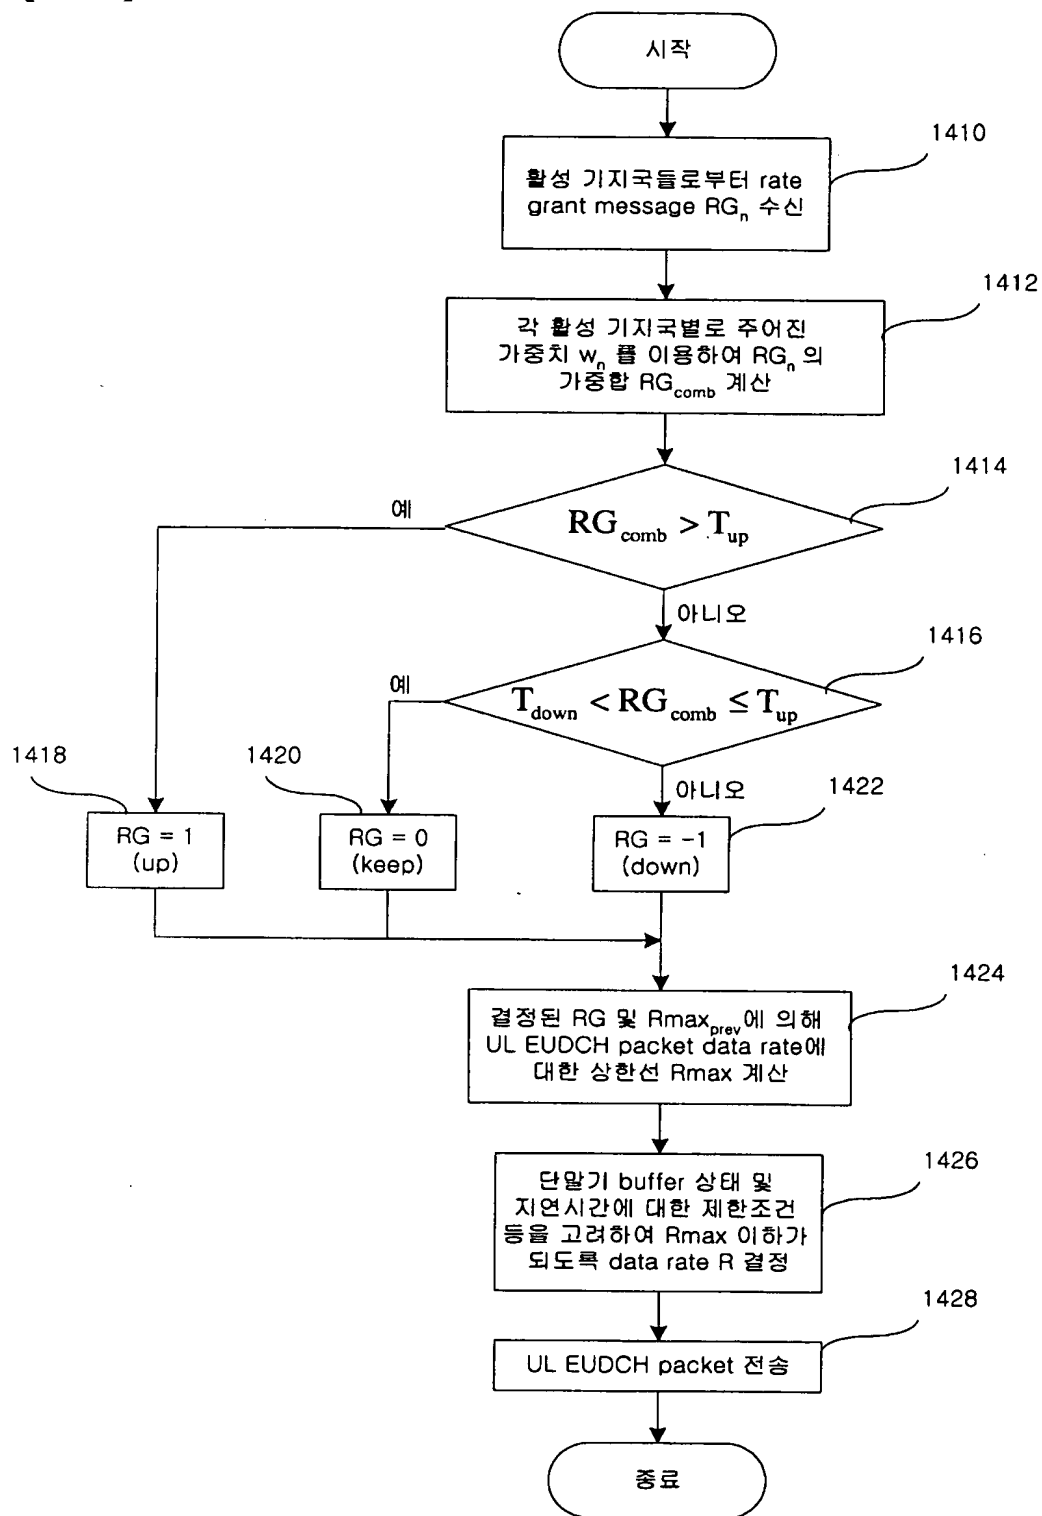 시작
1410
활성 기지국들로부터 rate
grant message RGn 수신
1412
각 활성 기지국별로 주어진
가중치 wn 를 이용하여 RGn 의
가중합 RGcomb 계산
1414
예
RGcomb > Tup
아니오
1416
예
Tdown < RGcomb ≤ Tup
아니오
1418
1420
1422
RG = 1
(up)
RG = 0
(keep)
RG = -1
(down)
1424
결정된 RG 및 Rmaxprev에 의해
UL EUDCH packet data rate에
대한 상한선 Rmax 계산
1426
단말기 buffer 상태 및
지연시간에 대한 제한조건
등을 고려하여 Rmax 이하가
되도록 data rate R 결정
1428
UL EUDCH packet 전송
종료